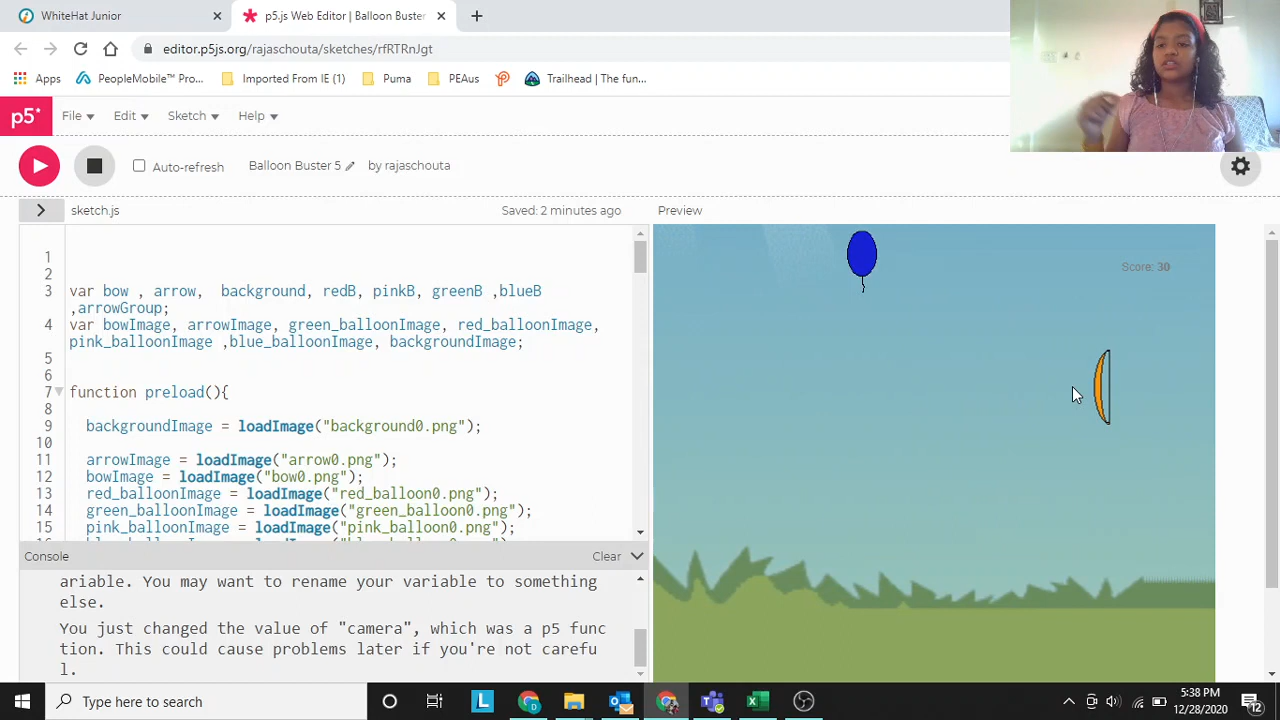 WhiteHat Junior
p5.js Web Editor | Balloon Buster
editor.p5js.org/rajaschouta/sketches/rfRTRnJgt
Apps PeopleMobile™ Pro... Imported From IE (1) Puma PEAus Trailhead | The fun...
p5* File Edit Sketch Help
Auto-refresh Balloon Buster 5 by rajaschouta
sketch.js Saved: 2 minutes ago Preview
1
2
3 var bow , arrow, background, redB, pinkB, greenB ,blueB
,arrowGroup;
4 var bowImage, arrowImage, green_balloonImage, red_balloonImage,
pink_balloonImage ,blue_balloonImage, backgroundImage;
5
6
7 function preload(){
8
9 backgroundImage = loadImage("background0.png");
10
11 arrowImage = loadImage("arrow0.png");
12 bowImage = loadImage("bow0.png");
13 red_balloonImage = loadImage("red_balloon0.png");
14 green_balloonImage = loadImage("green_balloon0.png");
15 pink_balloonImage = loadImage("pink_balloon0.png");
Score: 30
Console Clear
ariable. You may want to rename your variable to something
else.
You just changed the value of "camera", which was a p5 func
tion. This could cause problems later if you're not carefu
l.
Type here to search
5:38 PM
12/28/2020
12